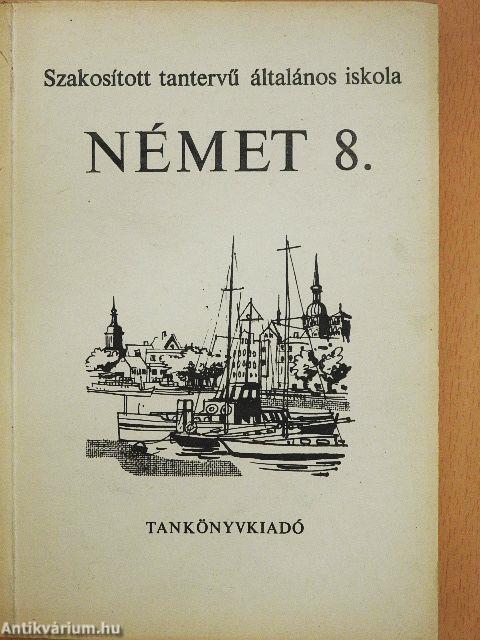 Szakosított tantervű általános iskola
NÉMET 8.
TANKÖNYVKIADÓ
Antikvárium.hu